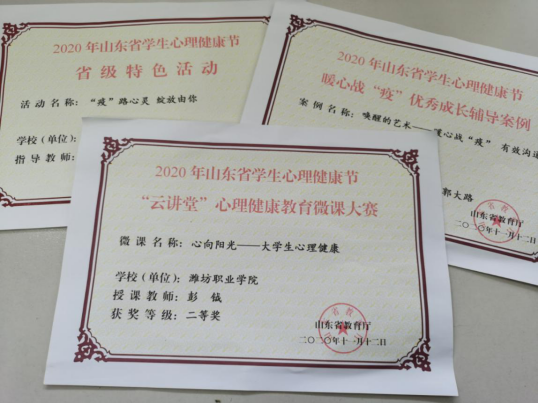 2020年山东省学生心理健康节
省级特色活动
活动名称：“疫”路心灵 绽放由你
学校(单位)：
指导教师：
2020年山东省学生心理健康节
暖心战“疫”优秀成长辅导案例
案例名称：唤醒的艺术——暖心战“疫” 有效沟通
郭大路
山东省教育厅
二〇二〇年十一月十二日
2020年山东省学生心理健康节
“云讲堂”心理健康教育微课大赛
微课名称：心向阳光——大学生心理健康
学校(单位)：潍坊职业学院
授课教师：彭 钺
获奖等级：二等奖
山东省教育厅
二〇二〇年十一月十二日